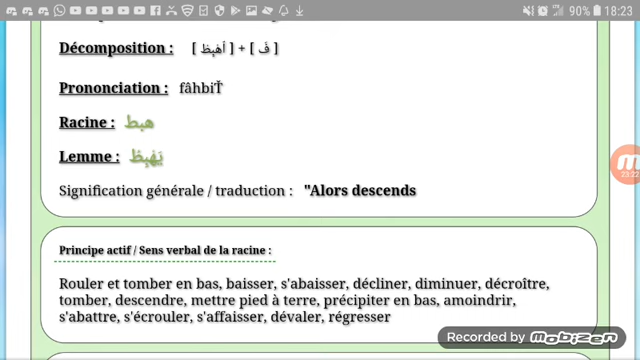 18:23
90%
Décomposition : [ أهْبِطْ ] + [ فَ ]
Prononciation : fâhbiT̆
Racine : هبط
Lemme : يَهْبِطُ
Signification générale / traduction : "Alors descends
23:22
Principe actif / Sens verbal de la racine :
Rouler et tomber en bas, baisser, s'abaisser, décliner, diminuer, décroître,
tomber, descendre, mettre pied à terre, précipiter en bas, amoindrir,
s'abattre, s'écrouler, s'affaisser, dévaler, régresser
Recorded by mobizen